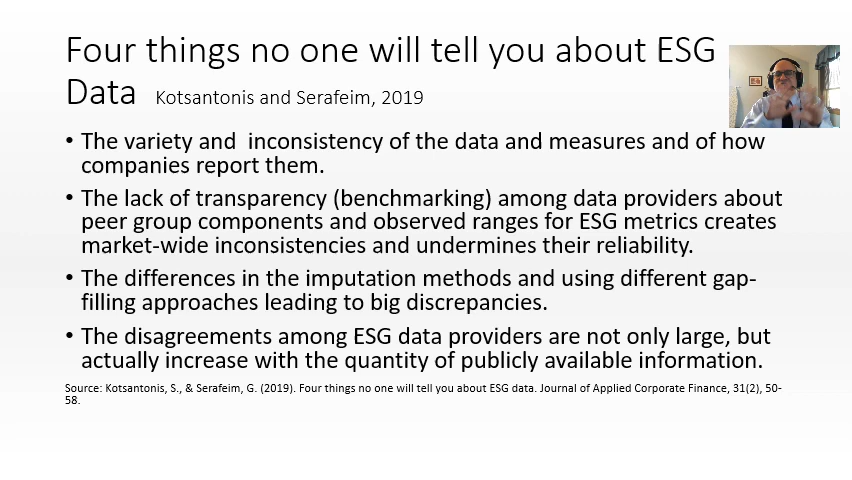 Four things no one will tell you about ESG
Data Kotsantonis and Serafeim, 2019
• The variety and  inconsistency of the data and measures and of how
companies report them.
• The lack of transparency (benchmarking) among data providers about
peer group components and observed ranges for ESG metrics creates
market-wide inconsistencies and undermines their reliability.
• The differences in the imputation methods and using different gap-
filling approaches leading to big discrepancies.
• The disagreements among ESG data providers are not only large, but
actually increase with the quantity of publicly available information.
Source: Kotsantonis, S., & Serafeim, G. (2019). Four things no one will tell you about ESG data. Journal of Applied Corporate Finance, 31(2), 50-
58.